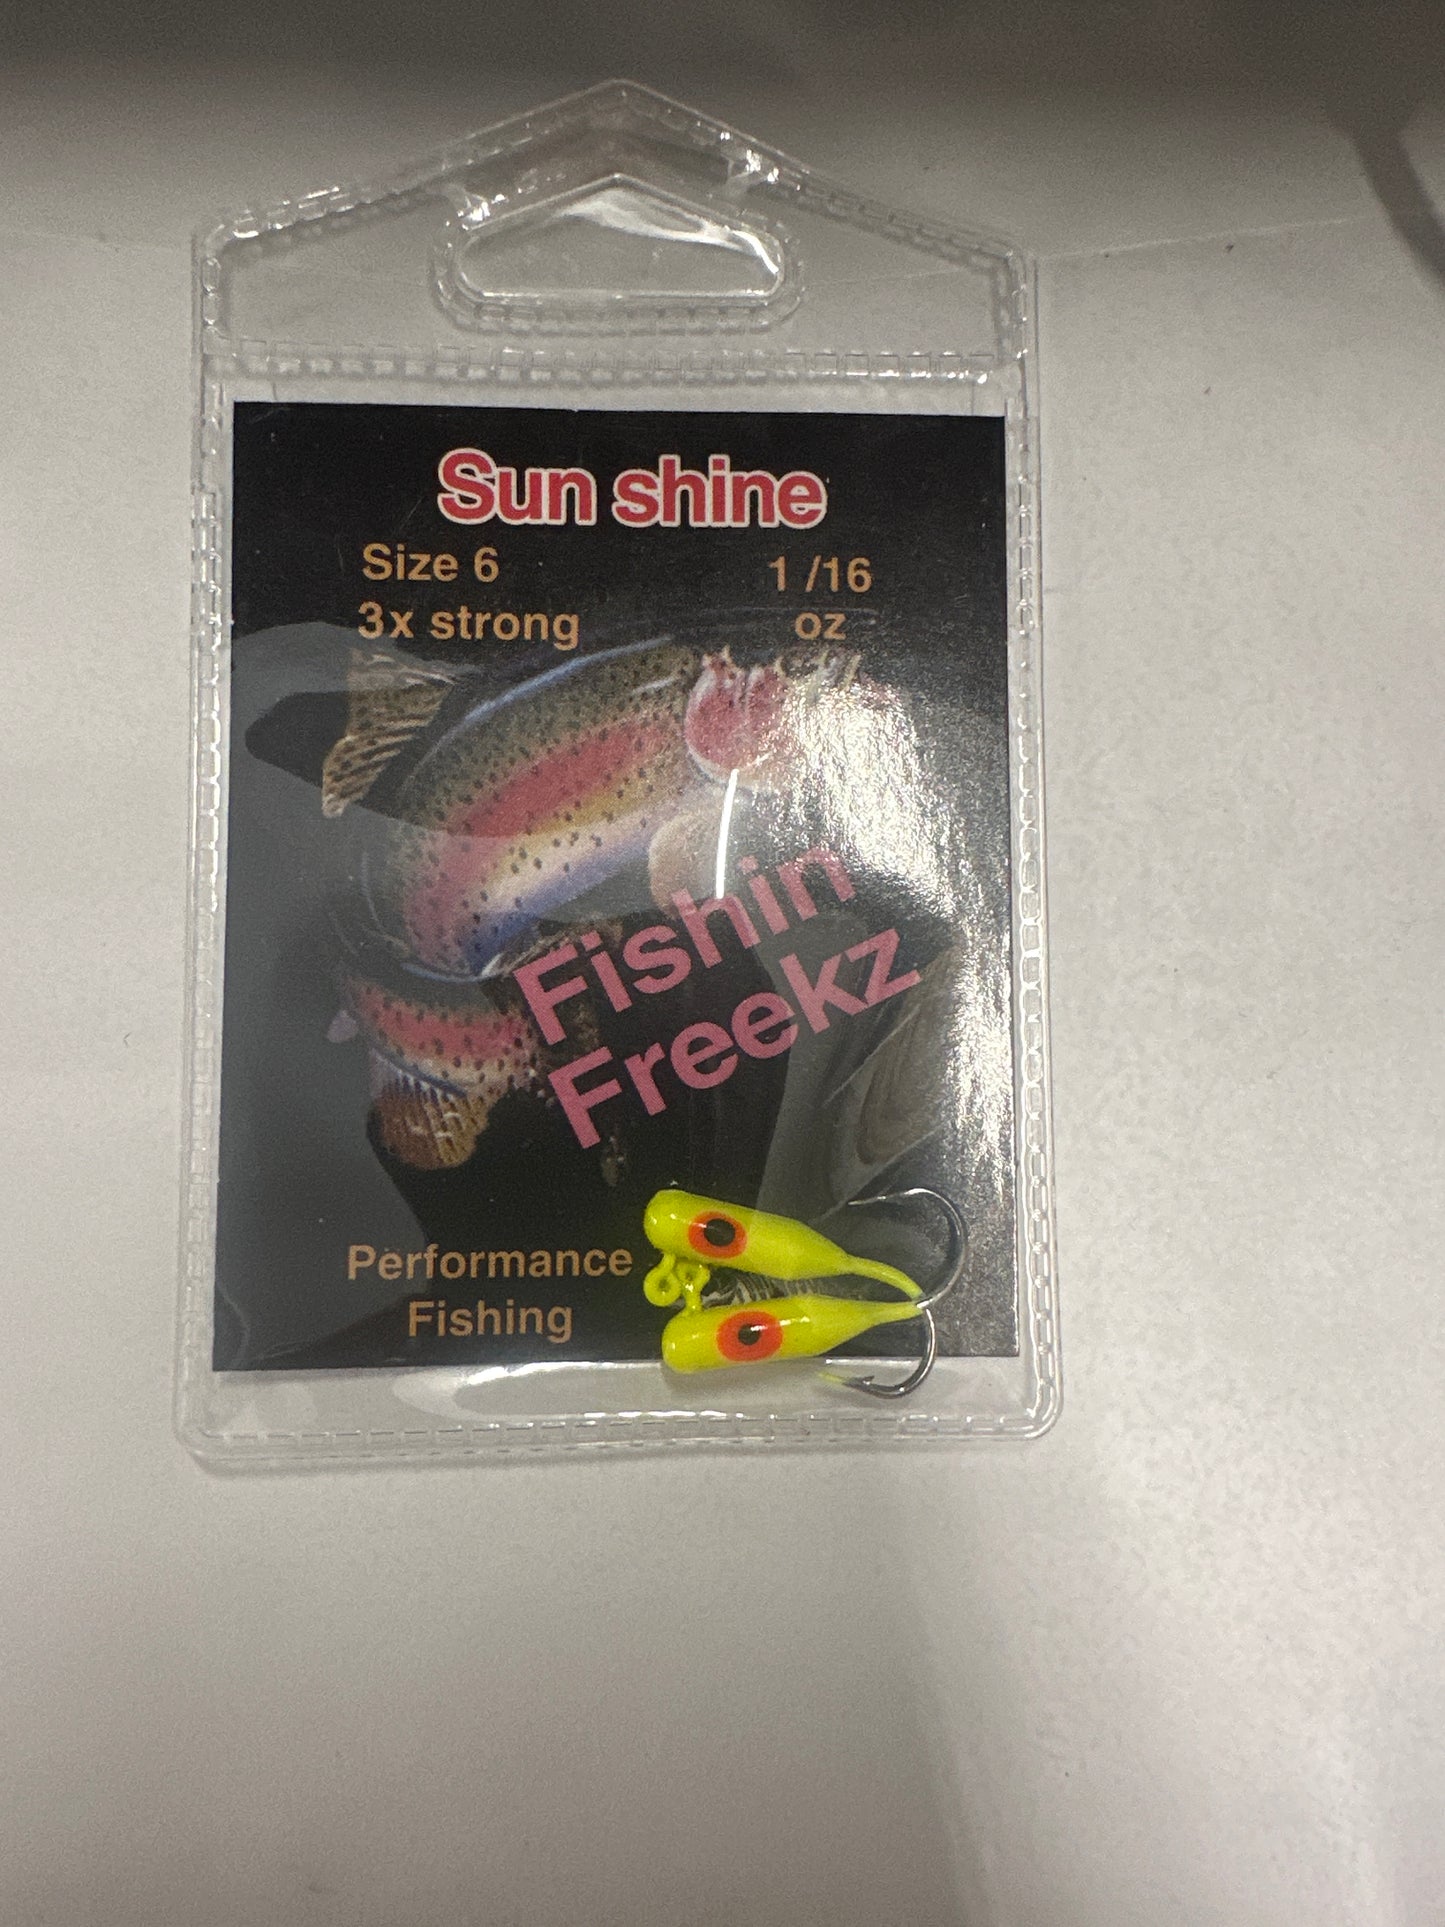 Sun shine
Size 6
3x strong
1 /16
oz
Fishin
Freekz
Performance
Fishing